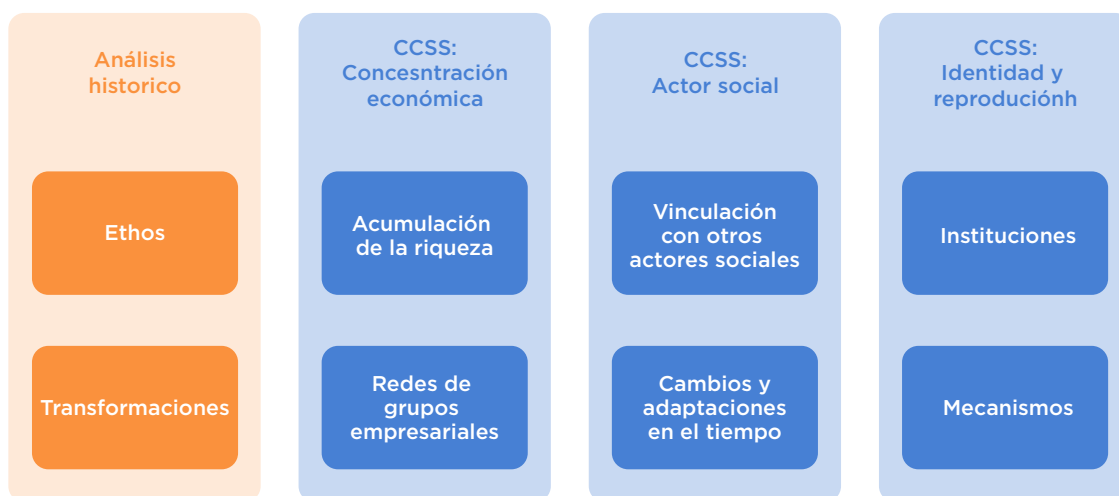 Análisis
historico
Ethos
Transformaciones
CCSS:
Concesntración
económica
Acumulación
de la riqueza
Redes de
grupos
empresariales
CCSS:
Actor social
Vinculación
con otros
actores sociales
Cambios y
adaptaciones
en el tiempo
CCSS:
Identidad y
reproduciónh
Instituciones
Mecanismos